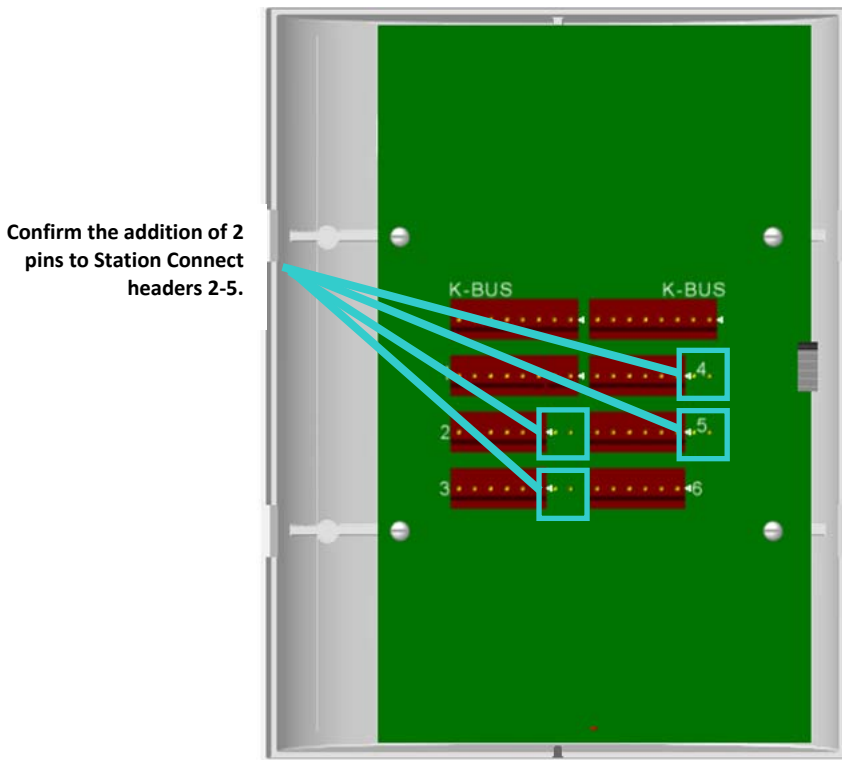 Confirm the addition of 2
pins to Station Connect
headers 2-5.
K-BUS K-BUS
4
2 5
3 6